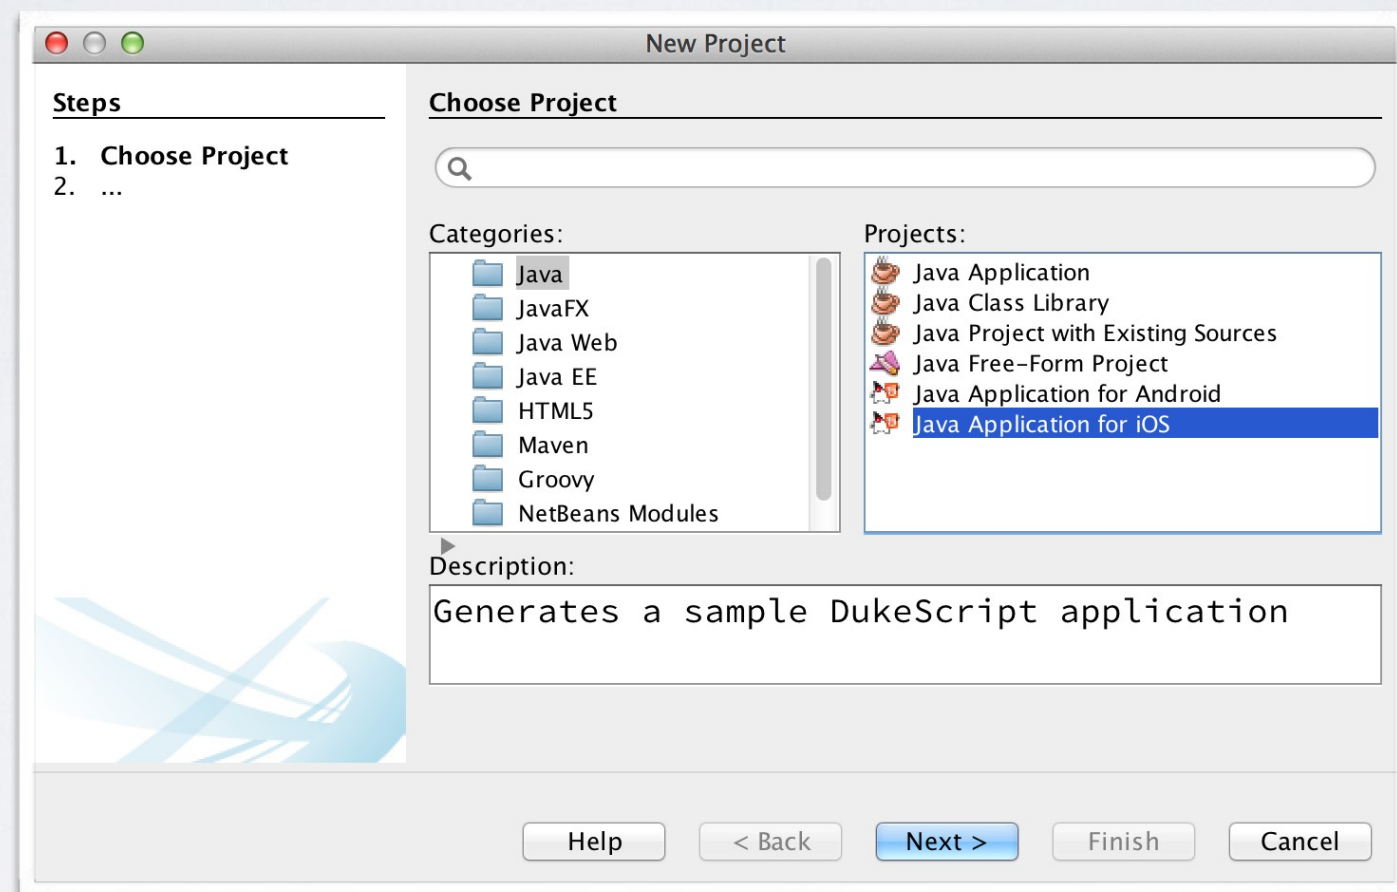 New Project
Steps
1. Choose Project
2. ...
Choose Project
Categories:
Java
JavaFX
Java Web
Java EE
HTML5
Maven
Groovy
NetBeans Modules
Projects:
Java Application
Java Class Library
Java Project with Existing Sources
Java Free-Form Project
Java Application for Android
Java Application for iOS
Description:
Generates a sample DukeScript application
Help
< Back
Next >
Finish
Cancel